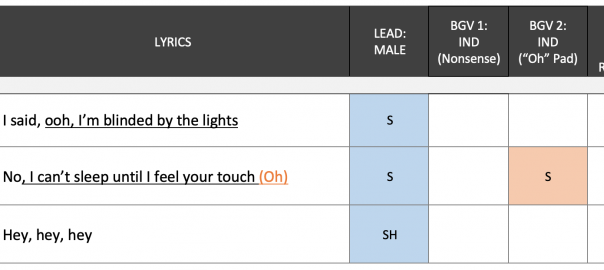 LYRICS
LEAD:
MALE
BGV 1:
IND
(Nonsense)
BGV 2:
IND
(“Oh” Pad)
R
I said, ooh, I’m blinded by the lights
S
No, I can’t sleep until I feel your touch (Oh)
S
S
Hey, hey, hey
SH